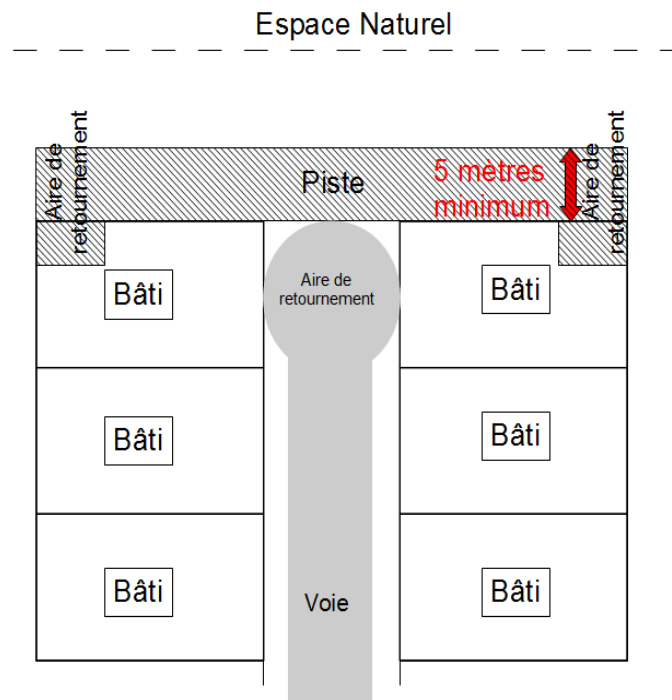 Espace Naturel
Aire de
retournement
Piste
5 mètres
minimum
Aire de
retournement
Aire de
retournement
Bâti
Bâti
Bâti
Bâti
Bâti
Voie
Bâti